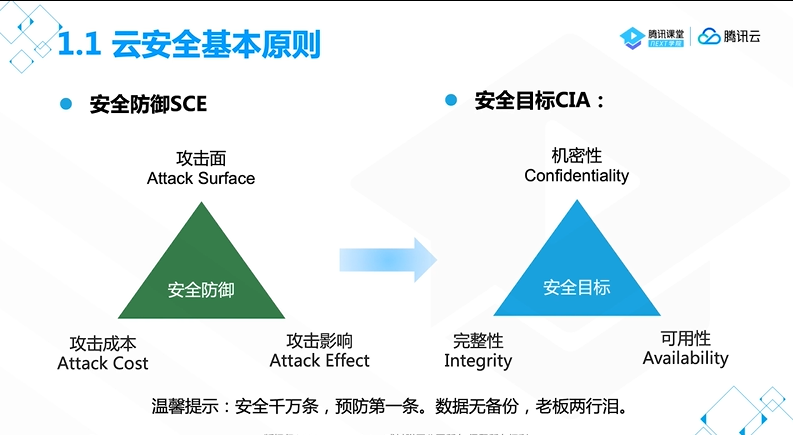 1.1 云安全基本原则
腾讯课堂
NEXT学院
腾讯云
安全防御SCE
安全目标CIA：
攻击面
Attack Surface
机密性
Confidentiality
安全防御
安全目标
攻击成本
Attack Cost
攻击影响
Attack Effect
完整性
Integrity
可用性
Availability
温馨提示：安全千万条，预防第一条。数据无备份，老板两行泪。